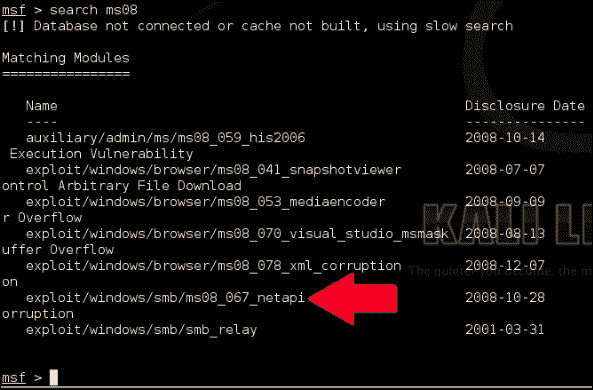 msf > search ms08
[!] Database not connected or cache not built, using slow search
Matching Modules
================
Name Disclosure Date
---- ---------------
auxiliary/admin/ms/ms08_059_his2006 2008-10-14
Execution Vulnerability
exploit/windows/browser/ms08_041_snapshotviewer 2008-07-07
ontrol Arbitrary File Download
exploit/windows/browser/ms08_053_mediaencoder 2008-09-09
r Overflow
exploit/windows/browser/ms08_070_visual_studio_msmask 2008-08-13
uffer Overflow
KALI LI
exploit/windows/browser/ms08_078_xml_corruption 2008-12-07
on
The quieter you become, the m
exploit/windows/smb/ms08_067_netapi 2008-10-28
orruption
exploit/windows/smb/smb_relay 2001-03-31
msf >